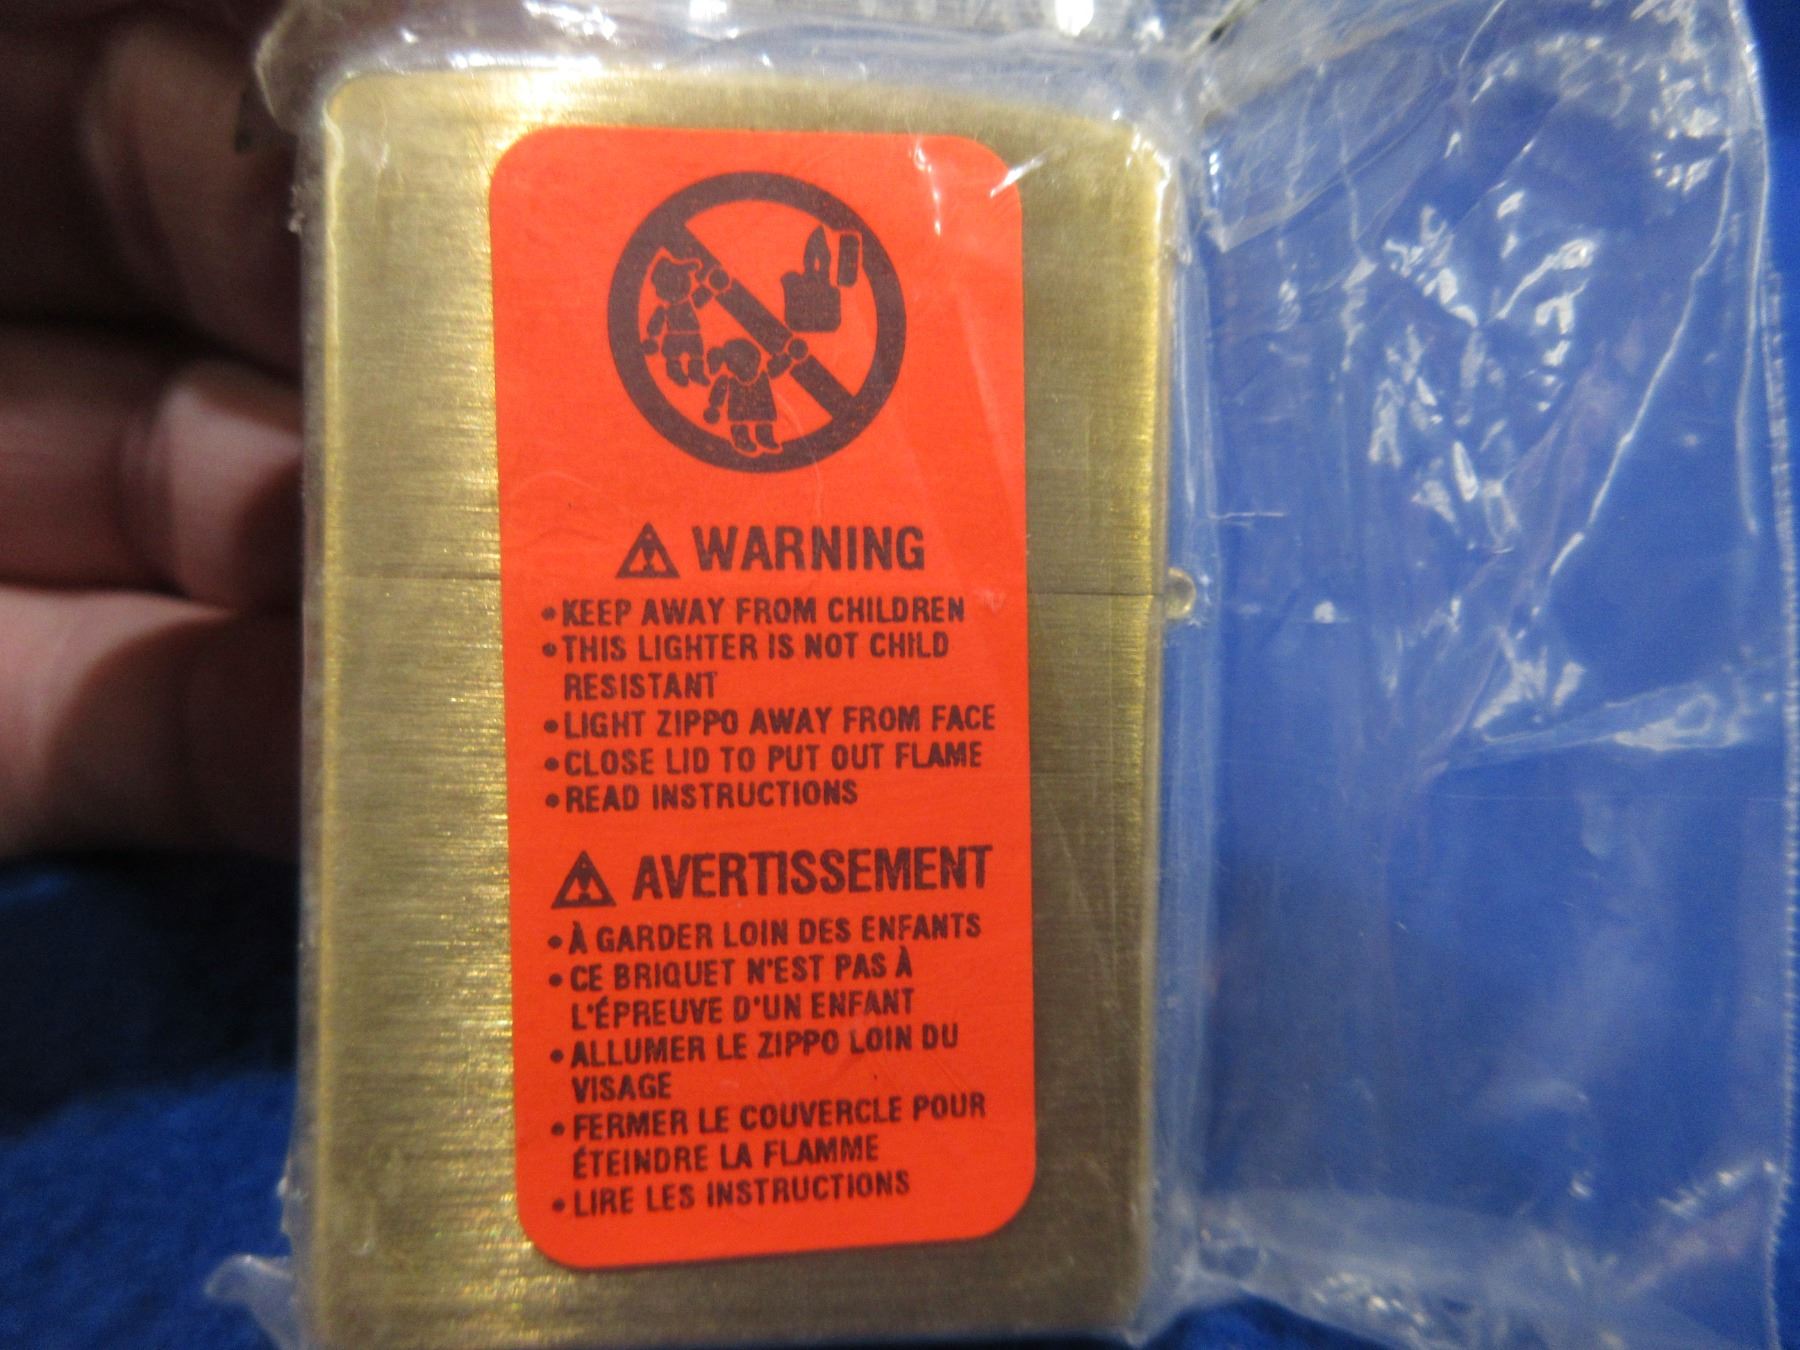 WARNING
•KEEP AWAY FROM CHILDREN
•THIS LIGHTER IS NOT CHILD
RESISTANT
•LIGHT ZIPPO AWAY FROM FACE
•CLOSE LID TO PUT OUT FLAME
•READ INSTRUCTIONS
AVERTISSEMENT
•À GARDER LOIN DES ENFANTS
•CE BRIQUET N'EST PAS À
L'ÉPREUVE D'UN ENFANT
•ALLUMER LE ZIPPO LOIN DU
VISAGE
•FERMER LE COUVERCLE POUR
ÉTEINDRE LA FLAMME
•LIRE LES INSTRUCTIONS